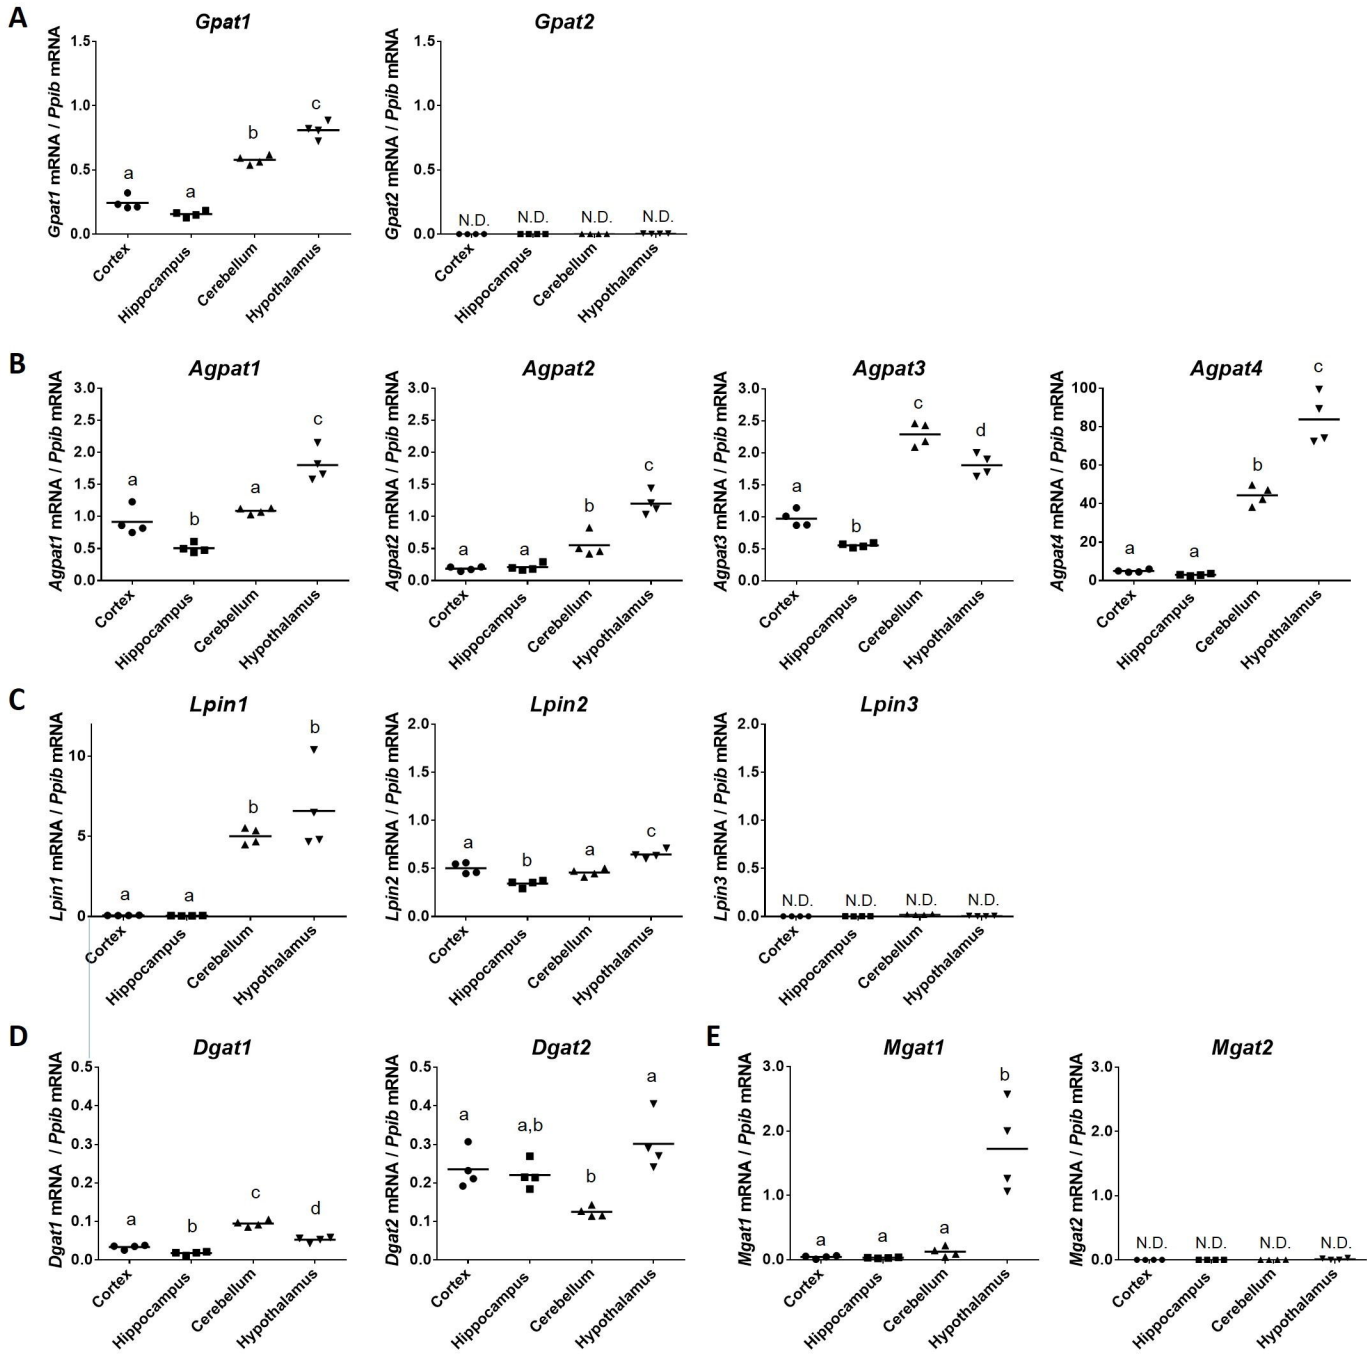 A
Gpat1
Gpat1 mRNA / Ppib mRNA
1.5
1.0
0.5
0.0
a
a
b
c
Cortex
Hippocampus
Cerebellum
Hypothalamus
Gpat2
Gpat2 mRNA / Ppib mRNA
1.5
1.0
0.5
0.0
N.D.
N.D.
N.D.
N.D.
Cortex
Hippocampus
Cerebellum
Hypothalamus
B
Agpat1
Agpat1 mRNA / Ppib mRNA
3.0
2.5
2.0
1.5
1.0
0.5
0.0
a
b
a
c
Cortex
Hippocampus
Cerebellum
Hypothalamus
Agpat2
Agpat2 mRNA / Ppib mRNA
3.0
2.5
2.0
1.5
1.0
0.5
0.0
a
a
b
c
Cortex
Hippocampus
Cerebellum
Hypothalamus
Agpat3
Agpat3 mRNA / Ppib mRNA
3.0
2.5
2.0
1.5
1.0
0.5
0.0
a
b
c
d
Cortex
Hippocampus
Cerebellum
Hypothalamus
Agpat4
Agpat4 mRNA / Ppib mRNA
100
80
60
40
20
0
a
a
b
c
Cortex
Hippocampus
Cerebellum
Hypothalamus
C
Lpin1
Lpin1 mRNA / Ppib mRNA
10
5
0
a
a
b
b
Cortex
Hippocampus
Cerebellum
Hypothalamus
Lpin2
Lpin2 mRNA / Ppib mRNA
2.0
1.5
1.0
0.5
0.0
a
b
a
c
Cortex
Hippocampus
Cerebellum
Hypothalamus
Lpin3
Lpin3 mRNA / Ppib mRNA
2.0
1.5
1.0
0.5
0.0
N.D.
N.D.
N.D.
N.D.
Cortex
Hippocampus
Cerebellum
Hypothalamus
D
Dgat1
Dgat1 mRNA / Ppib mRNA
0.5
0.4
0.3
0.2
0.1
0.0
a
b
c
d
Cortex
Hippocampus
Cerebellum
Hypothalamus
Dgat2
Dgat2 mRNA / Ppib mRNA
0.5
0.4
0.3
0.2
0.1
0.0
a
a,b
b
a
Cortex
Hippocampus
Cerebellum
Hypothalamus
E
Mgat1
Mgat1 mRNA / Ppib mRNA
3.0
2.0
1.0
0.0
a
a
a
b
Cortex
Hippocampus
Cerebellum
Hypothalamus
Mgat2
Mgat2 mRNA / Ppib mRNA
3.0
2.0
1.0
0.0
N.D.
N.D.
N.D.
N.D.
Cortex
Hippocampus
Cerebellum
Hypothalamus